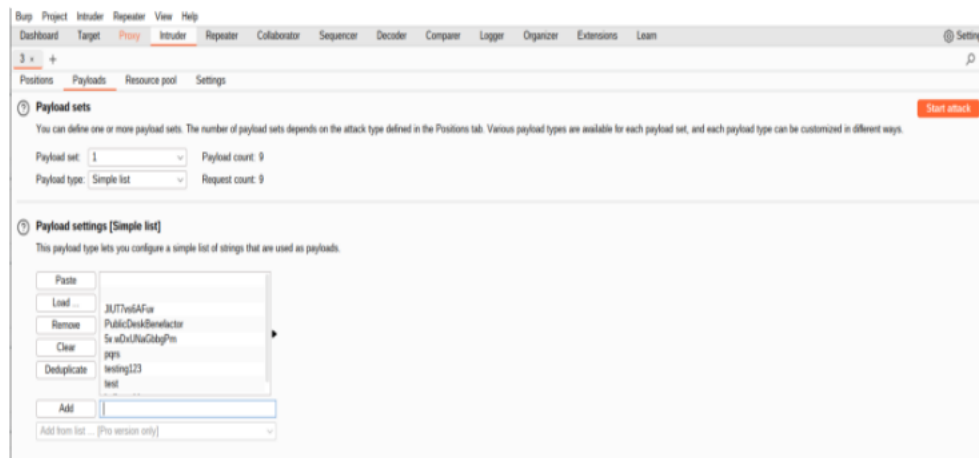 Burp Project Intruder Repeater View Help
Dashboard Target Proxy Intruder Repeater Collaborator Sequencer Decoder Comparer Logger Organizer Extensions Learn Setting
3 × +
Positions Payloads Resource pool Settings
Payload sets
Start attack
You can define one or more payload sets. The number of payload sets depends on the attack type defined in the Positions tab. Various payload types are available for each payload set, and each payload type can be customized in different ways.
Payload set: 1 Payload count: 9
Payload type: Simple list Request count: 9
Payload settings [Simple list]
This payload type lets you configure a simple list of strings that are used as payloads.
Paste
Load ...
Remove
Clear
Deduplicate
PublicDeskBenefactor
pqrs
testing123
test
Add
Add from list ... [Pro version only]